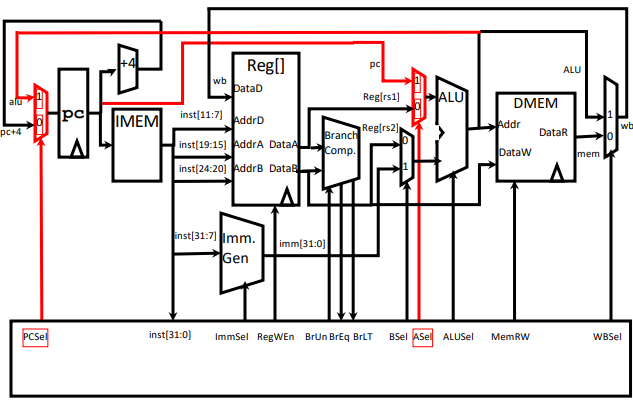 +4
Reg[]
pc
ALU
wb
DataD
alu
1
1
1
pc
Reg[rs1]
ALU
DMEM
inst[11:7]
0
wb
pc+4
0
IMEM
AddrD
Reg[rs2]
Branch
Comp.
0
Addr
DataR
0
inst[19:15]
AddrA
DataA
DataW
mem
inst[24:20]
AddrB
DataB
1
inst[31:7]
Imm.
Gen
imm[31:0]
PCSel
inst[31:0]
ImmSel
RegWEn
BrUn
BrEq
BrLT
BSel
ASel
ALUSel
MemRW
WBSel